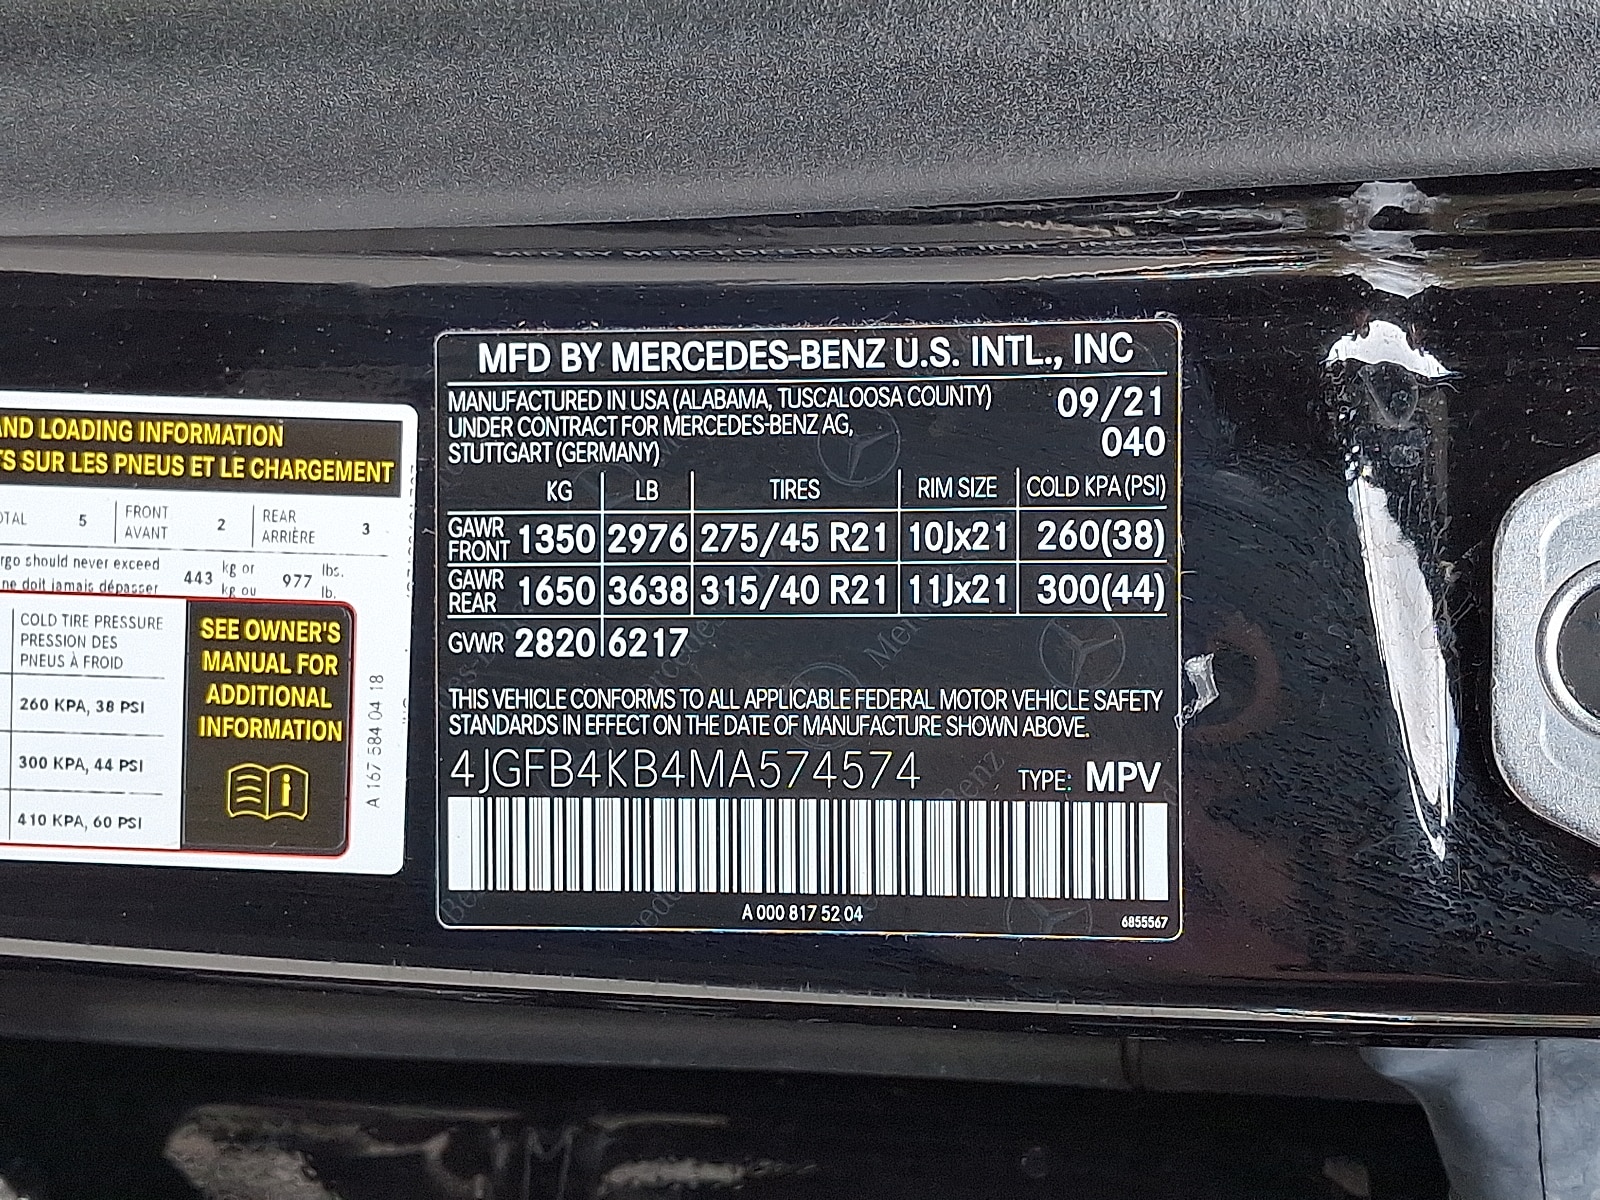 AND LOADING INFORMATION
TS SUR LES PNEUS ET LE CHARGEMENT
OTAL 5 FRONT AVANT 2 REAR ARRIÈRE 3
rgo should never exceed
ne doit jamais dépasser
443 kg or kg ou 977 lbs. lb.
COLD TIRE PRESSURE
PRESSION DES
PNEUS À FROID
260 KPA, 38 PSI
300 KPA, 44 PSI
410 KPA, 60 PSI
SEE OWNER'S
MANUAL FOR
ADDITIONAL
INFORMATION
A 167 584 04 18
MFD BY MERCEDES-BENZ U.S. INTL., INC
MANUFACTURED IN USA (ALABAMA, TUSCALOOSA COUNTY) 09/21
UNDER CONTRACT FOR MERCEDES-BENZ AG, 040
STUTTGART (GERMANY)
KG LB TIRES RIM SIZE COLD KPA (PSI)
GAWR FRONT 1350 2976 275/45 R21 10Jx21 260(38)
GAWR REAR 1650 3638 315/40 R21 11Jx21 300(44)
GVWR 2820 6217
THIS VEHICLE CONFORMS TO ALL APPLICABLE FEDERAL MOTOR VEHICLE SAFETY
STANDARDS IN EFFECT ON THE DATE OF MANUFACTURE SHOWN ABOVE.
4JGFB4KB4MA574574 TYPE: MPV
A 000 817 52 04
6855567